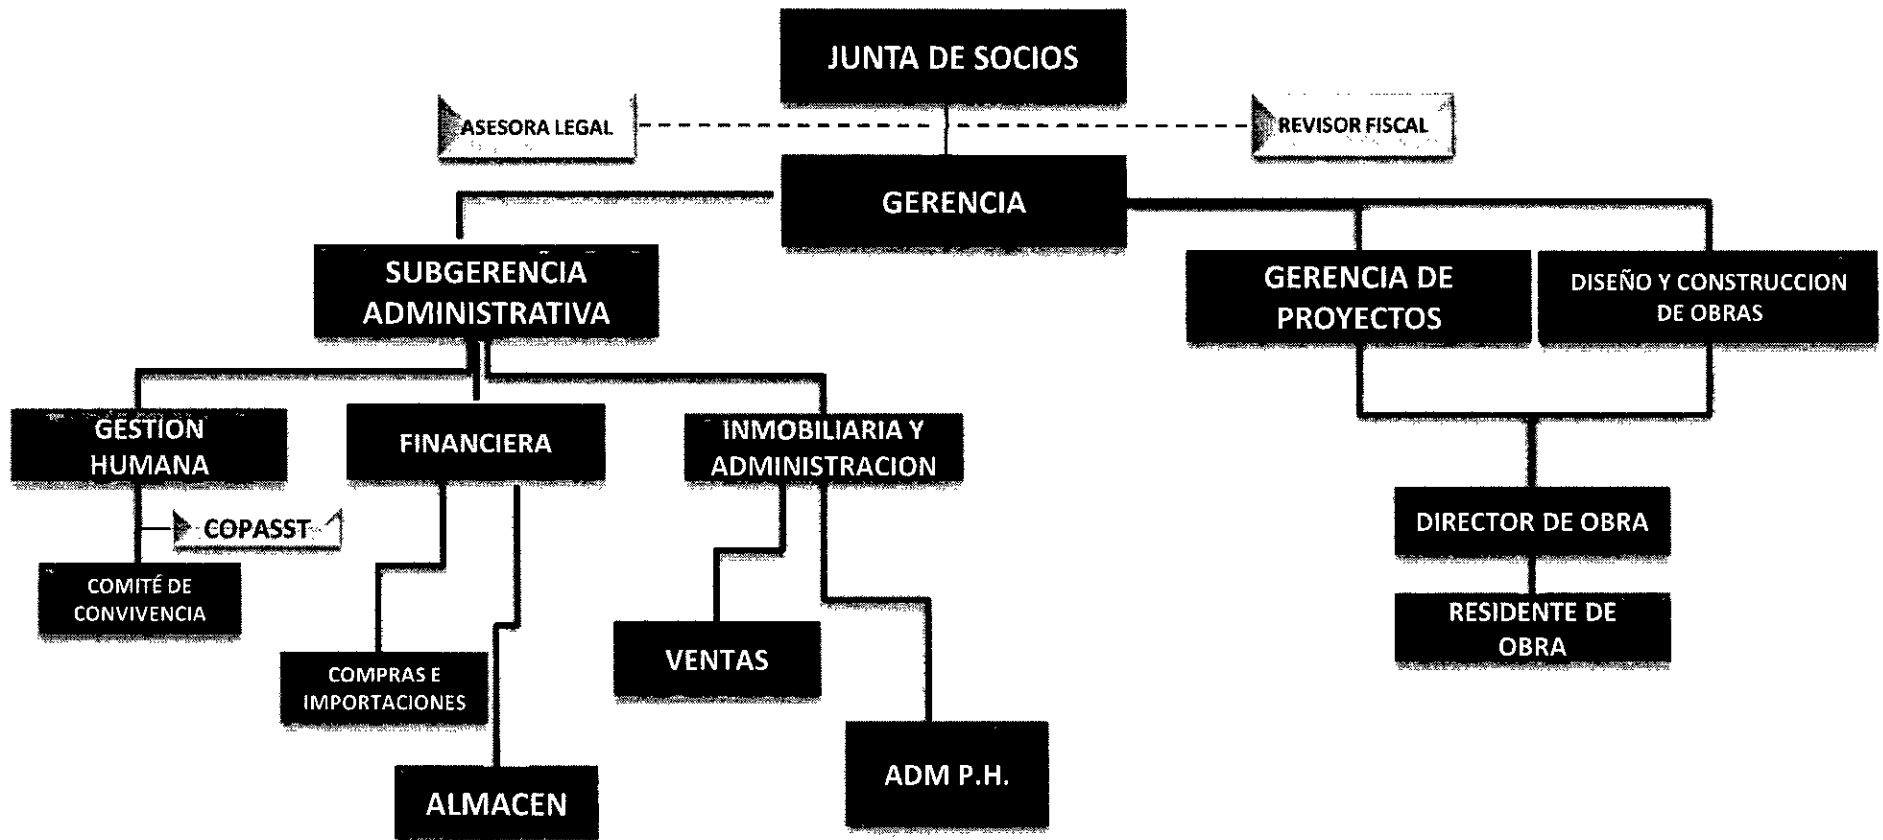 JUNTA DE SOCIOS
ASESORA LEGAL
REVISOR FISCAL
GERENCIA
SUBGERENCIA
ADMINISTRATIVA
GERENCIA DE
PROYECTOS
DISEÑO Y CONSTRUCCION
DE OBRAS
GESTION
HUMANA
FINANCIERA
INMOBILIARIA Y
ADMINISTRACION
COPASST
DIRECTOR DE OBRA
COMITÉ DE
CONVIVENCIA
RESIDENTE DE
OBRA
VENTAS
COMPRAS E
IMPORTACIONES
ADM P.H.
ALMACEN